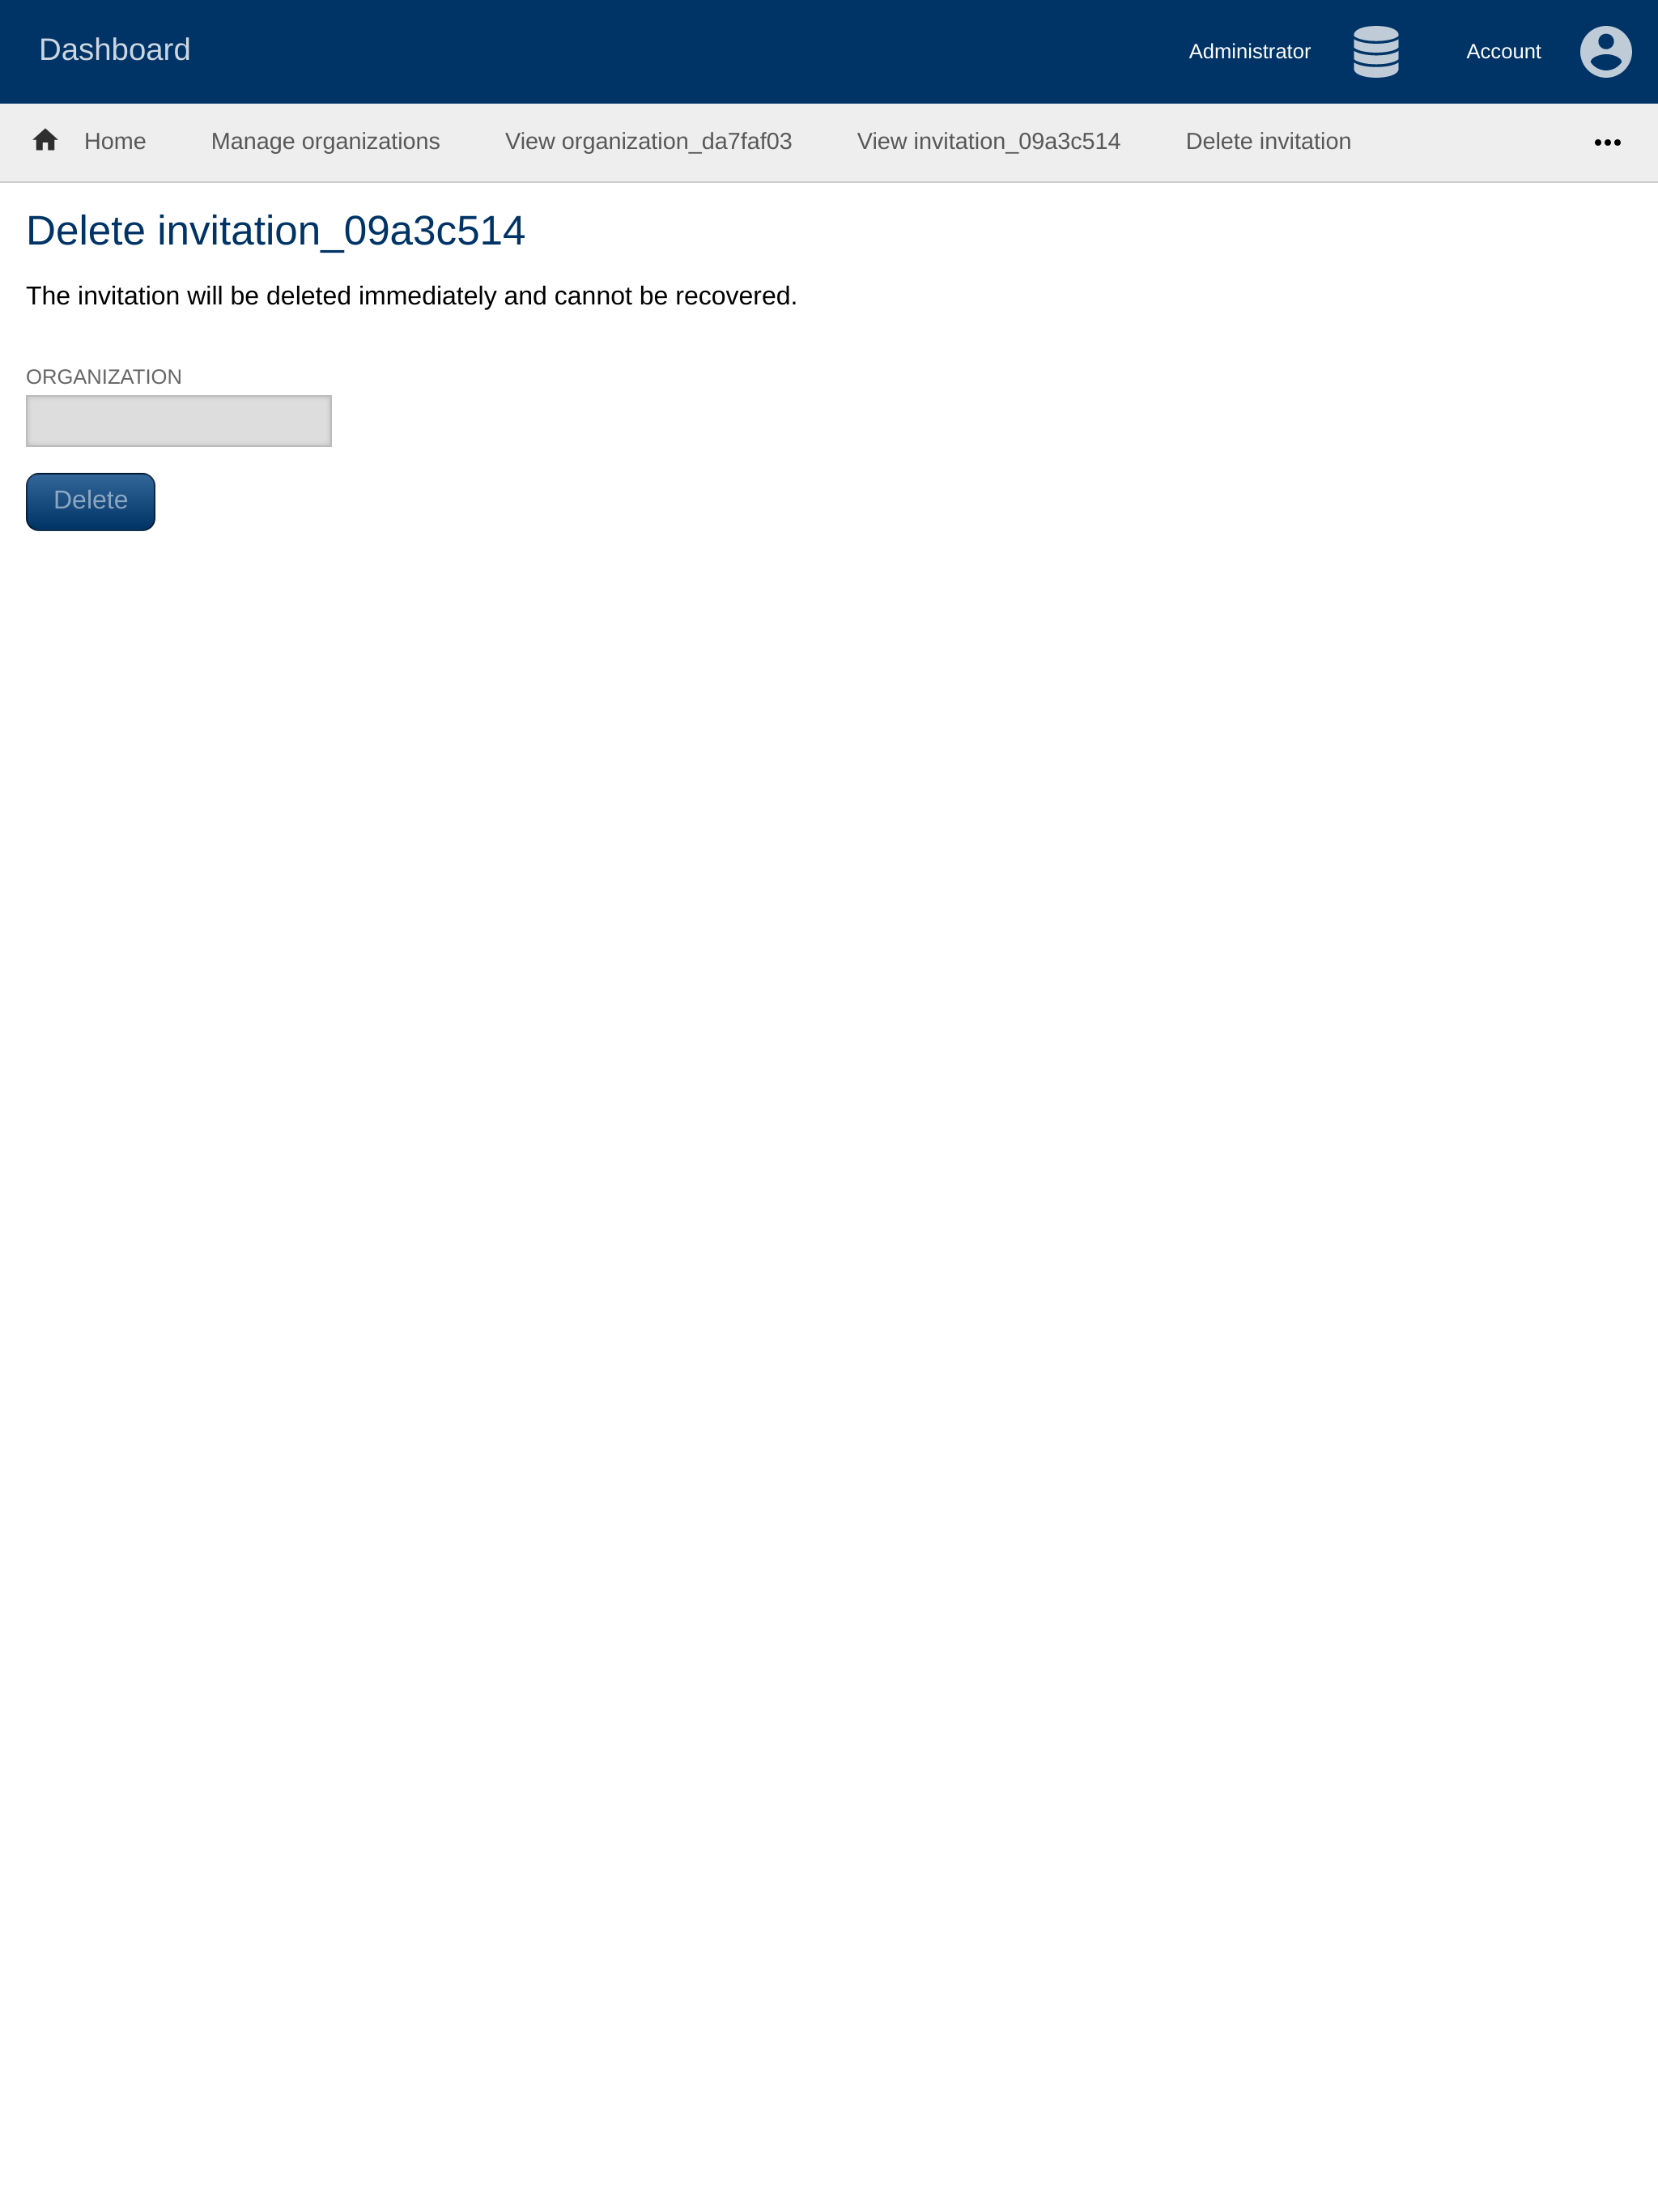 Dashboard
Administrator
Account
Home
Manage organizations
View organization_da7faf03
View invitation_09a3c514
Delete invitation
Delete invitation_09a3c514
The invitation will be deleted immediately and cannot be recovered.
ORGANIZATION
Delete